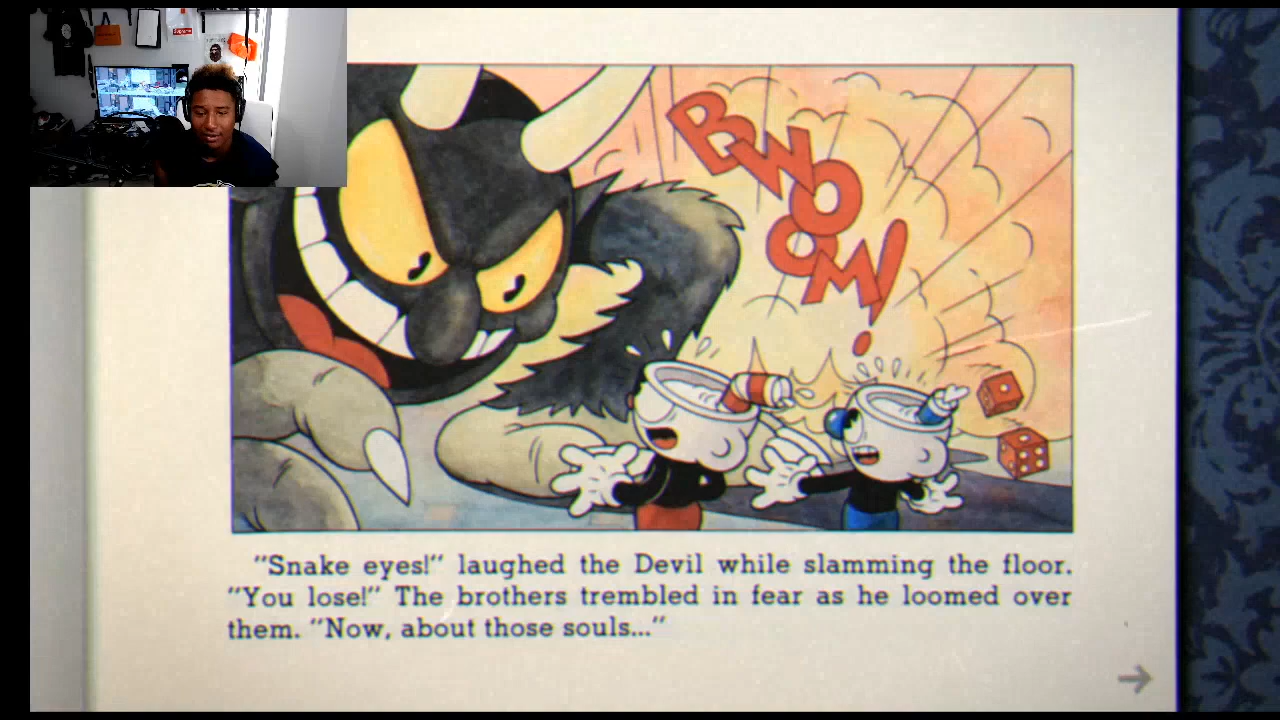 Supreme
BWOOM!
"Snake eyes!" laughed the Devil while slamming the floor.
"You lose!" The brothers trembled in fear as he loomed over
them. "Now, about those souls..."